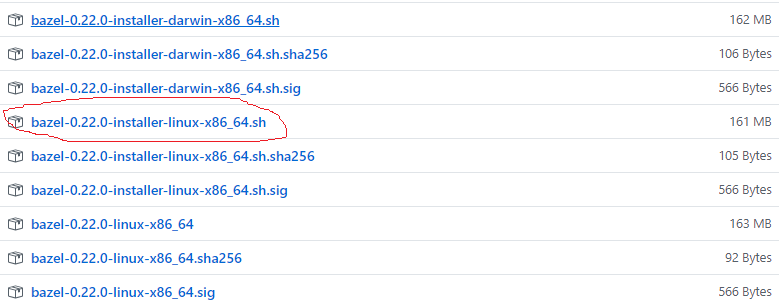 bazel-0.22.0-installer-darwin-x86_64.sh 162 MB
bazel-0.22.0-installer-darwin-x86_64.sh.sha256 106 Bytes
bazel-0.22.0-installer-darwin-x86_64.sh.sig 566 Bytes
bazel-0.22.0-installer-linux-x86_64.sh 161 MB
bazel-0.22.0-installer-linux-x86_64.sh.sha256 105 Bytes
bazel-0.22.0-installer-linux-x86_64.sh.sig 566 Bytes
bazel-0.22.0-linux-x86_64 163 MB
bazel-0.22.0-linux-x86_64.sha256 92 Bytes
bazel-0.22.0-linux-x86_64.sig 566 Bytes